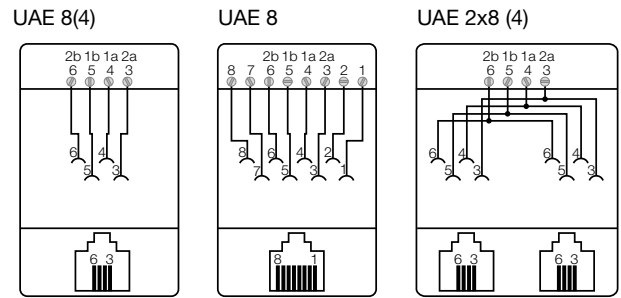 UAE 8(4)
2b 1b 1a 2a
6 5 4 3
6 4
5 3
6 3
UAE 8
2b 1b 1a 2a
8 7 6 5 4 3 2 1
8 6 4 2
7 5 3 1
8 1
UAE 2x8 (4)
2b 1b 1a 2a
6 5 4 3
6 4 6 4
5 3 5 3
6 3 6 3